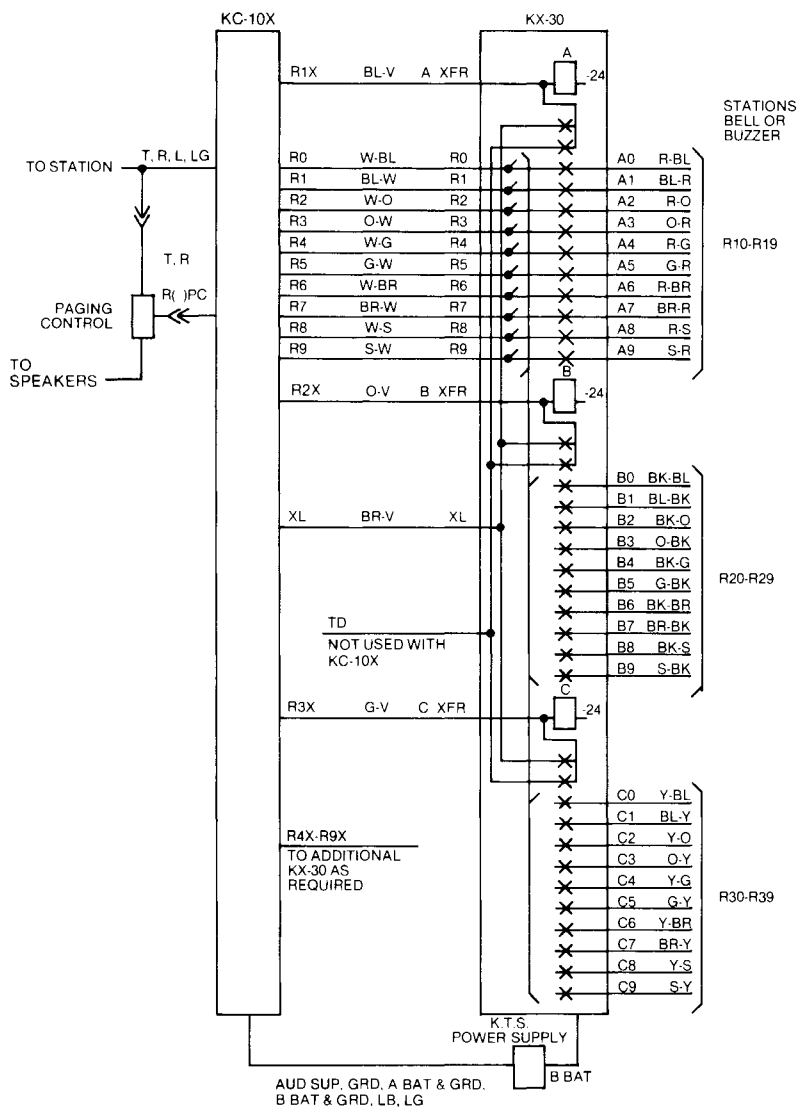 KC-10X KX-30
A
R1X BL-V A XFR -24
STATIONS
BELL OR
BUZZER
TO STATION T, R, L, LG
R0 W-BL R0 A0 R-BL
R1 BL-W R1 A1 BL-R
R2 W-O R2 A2 R-O
R3 O-W R3 A3 O-R
R4 W-G R4 A4 R-G
R10-R19
R5 G-W R5 A5 G-R
T, R
R6 W-BR R6 A6 R-BR
R( )PC
PAGING
CONTROL
R7 BR-W R7 A7 BR-R
R8 W-S R8 A8 R-S
R9 S-W R9 A9 S-R
TO
SPEAKERS
B
R2X O-V B XFR -24
B0 BK-BL
B1 BL-BK
XL BR-V XL
B2 BK-O
B3 O-BK
B4 BK-G
R20-R29
B5 G-BK
B6 BK-BR
TD
NOT USED WITH
KC-10X
B7 BR-BK
B8 BK-S
B9 S-BK
C
R3X G-V C XFR -24
C0 Y-BL
C1 BL-Y
R4X-R9X
TO ADDITIONAL
KX-30 AS
REQUIRED
C2 Y-O
C3 O-Y
C4 Y-G
R30-R39
C5 G-Y
C6 Y-BR
C7 BR-Y
C8 Y-S
C9 S-Y
K.T.S.
POWER SUPPLY
B BAT
AUD SUP, GRD, A BAT & GRD,
B BAT & GRD, LB, LG